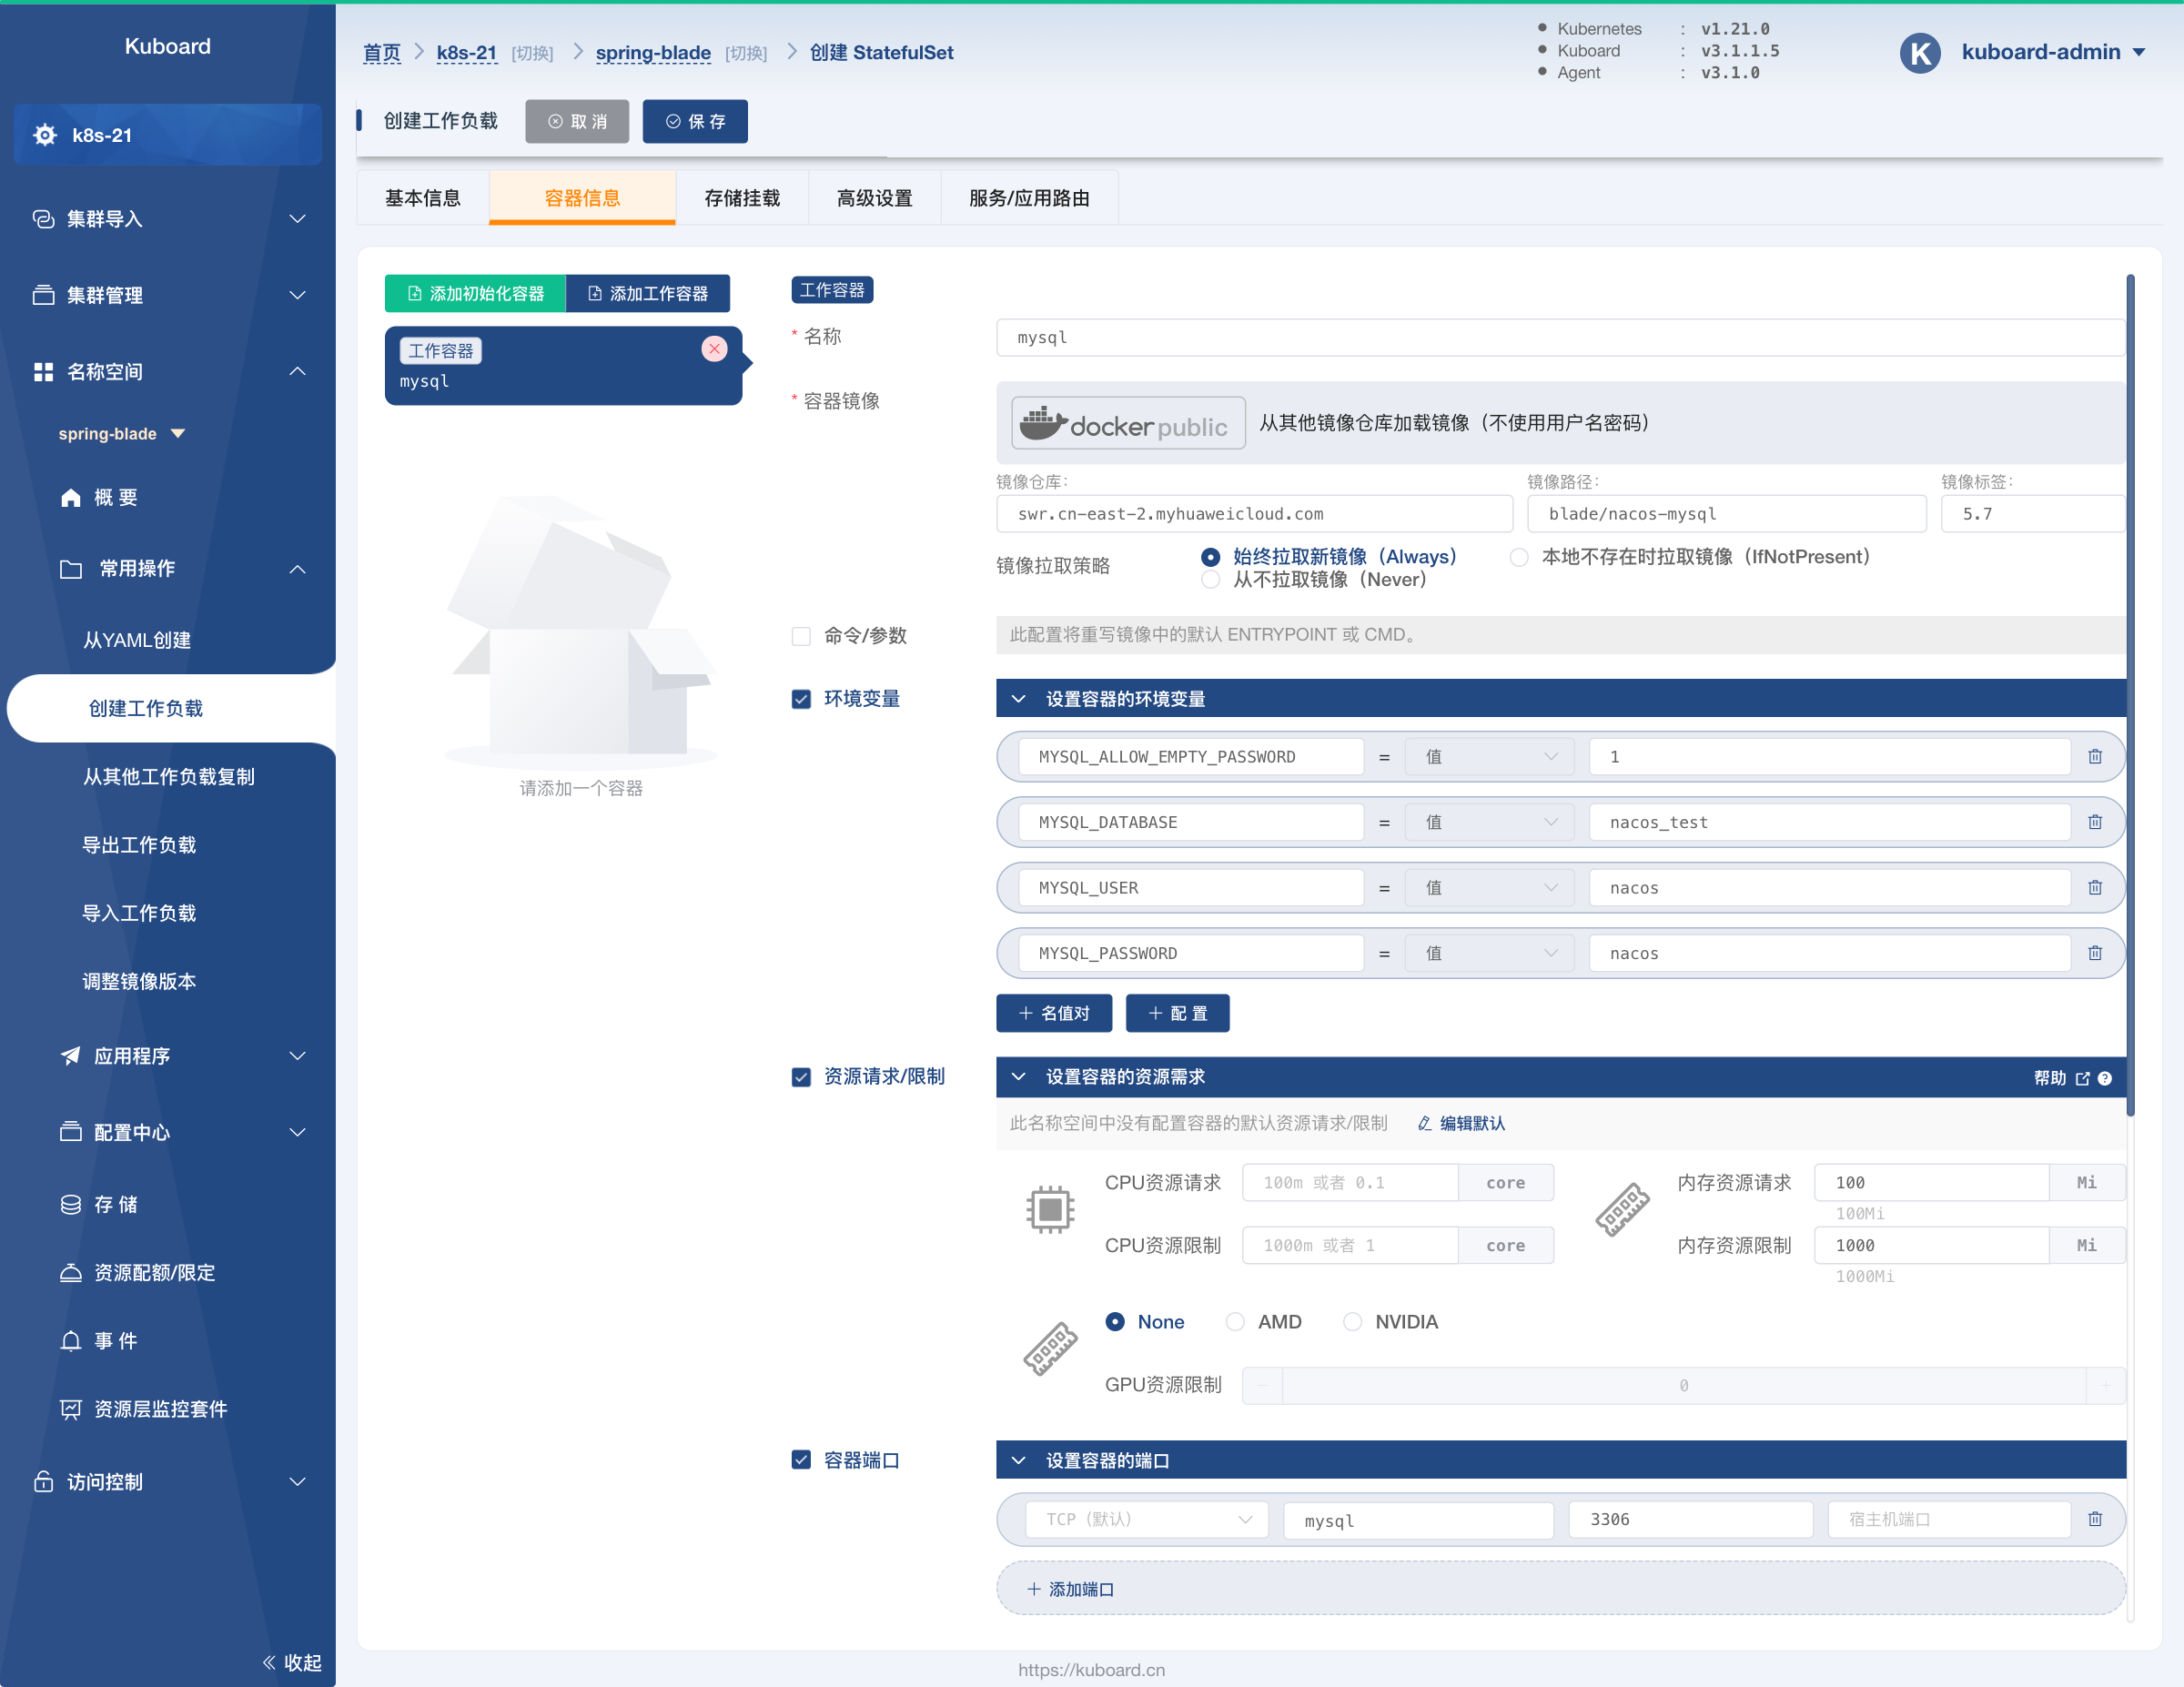 Kuboard
k8s-21
集群导入
集群管理
名称空间
spring-blade
概 要
常用操作
从YAML创建
创建工作负载
从其他工作负载复制
导出工作负载
导入工作负载
调整镜像版本
应用程序
配置中心
存 储
资源配额/限定
事 件
资源层监控套件
访问控制
收起
首页 k8s-21 [切换] spring-blade [切换] 创建 StatefulSet
Kubernetes : v1.21.0
Kuboard : v3.1.1.5
Agent : v3.1.0
K kuboard-admin
创建工作负载 取 消 保 存
基本信息 容器信息 存储挂载 高级设置 服务/应用路由
添加初始化容器 添加工作容器
工作容器
mysql
请添加一个容器
工作容器
* 名称 mysql
* 容器镜像 docker public 从其他镜像仓库加载镜像（不使用用户名密码）
镜像仓库: 镜像路径: 镜像标签:
swr.cn-east-2.myhuaweicloud.com blade/nacos-mysql 5.7
镜像拉取策略 始终拉取新镜像（Always） 本地不存在时拉取镜像（IfNotPresent）
从不拉取镜像（Never）
命令/参数 此配置将重写镜像中的默认 ENTRYPOINT 或 CMD。
环境变量 设置容器的环境变量
MYSQL_ALLOW_EMPTY_PASSWORD = 值 1
MYSQL_DATABASE = 值 nacos_test
MYSQL_USER = 值 nacos
MYSQL_PASSWORD = 值 nacos
名值对 配 置
资源请求/限制 设置容器的资源需求 帮助
此名称空间中没有配置容器的默认资源请求/限制 编辑默认
CPU资源请求 100m 或者 0.1 core 内存资源请求 100 Mi
100Mi
CPU资源限制 1000m 或者 1 core 内存资源限制 1000 Mi
1000Mi
None AMD NVIDIA
GPU资源限制 0
容器端口 设置容器的端口
TCP（默认） mysql 3306 宿主机端口
添加端口
https://kuboard.cn